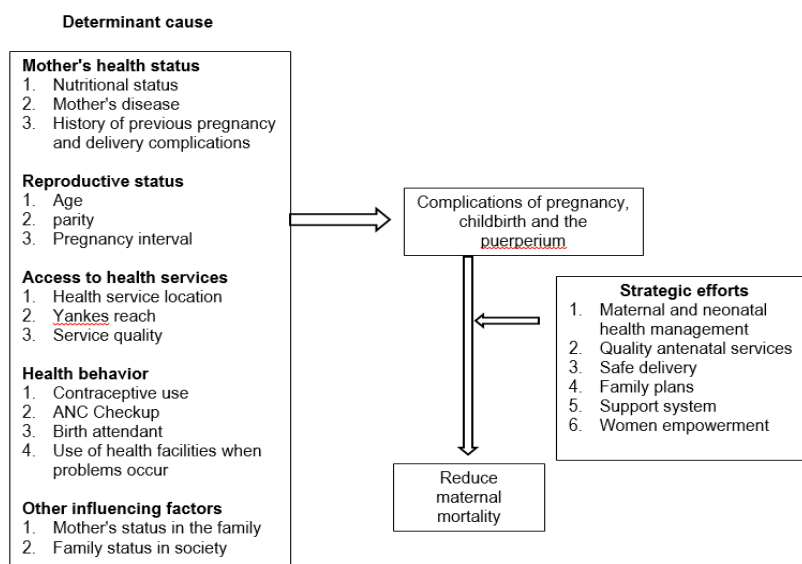 Determinant cause
Mother's health status
1. Nutritional status
2. Mother's disease
3. History of previous pregnancy
and delivery complications
Reproductive status
1. Age
2. parity
3. Pregnancy interval
Access to health services
1. Health service location
2. Yankes reach
3. Service quality
Health behavior
1. Contraceptive use
2. ANC Checkup
3. Birth attendant
4. Use of health facilities when
problems occur
Other influencing factors
1. Mother's status in the family
2. Family status in society
Complications of pregnancy,
childbirth and the
puerperium
Strategic efforts
1. Maternal and neonatal
health management
2. Quality antenatal services
3. Safe delivery
4. Family plans
5. Support system
6. Women empowerment
Reduce
maternal
mortality